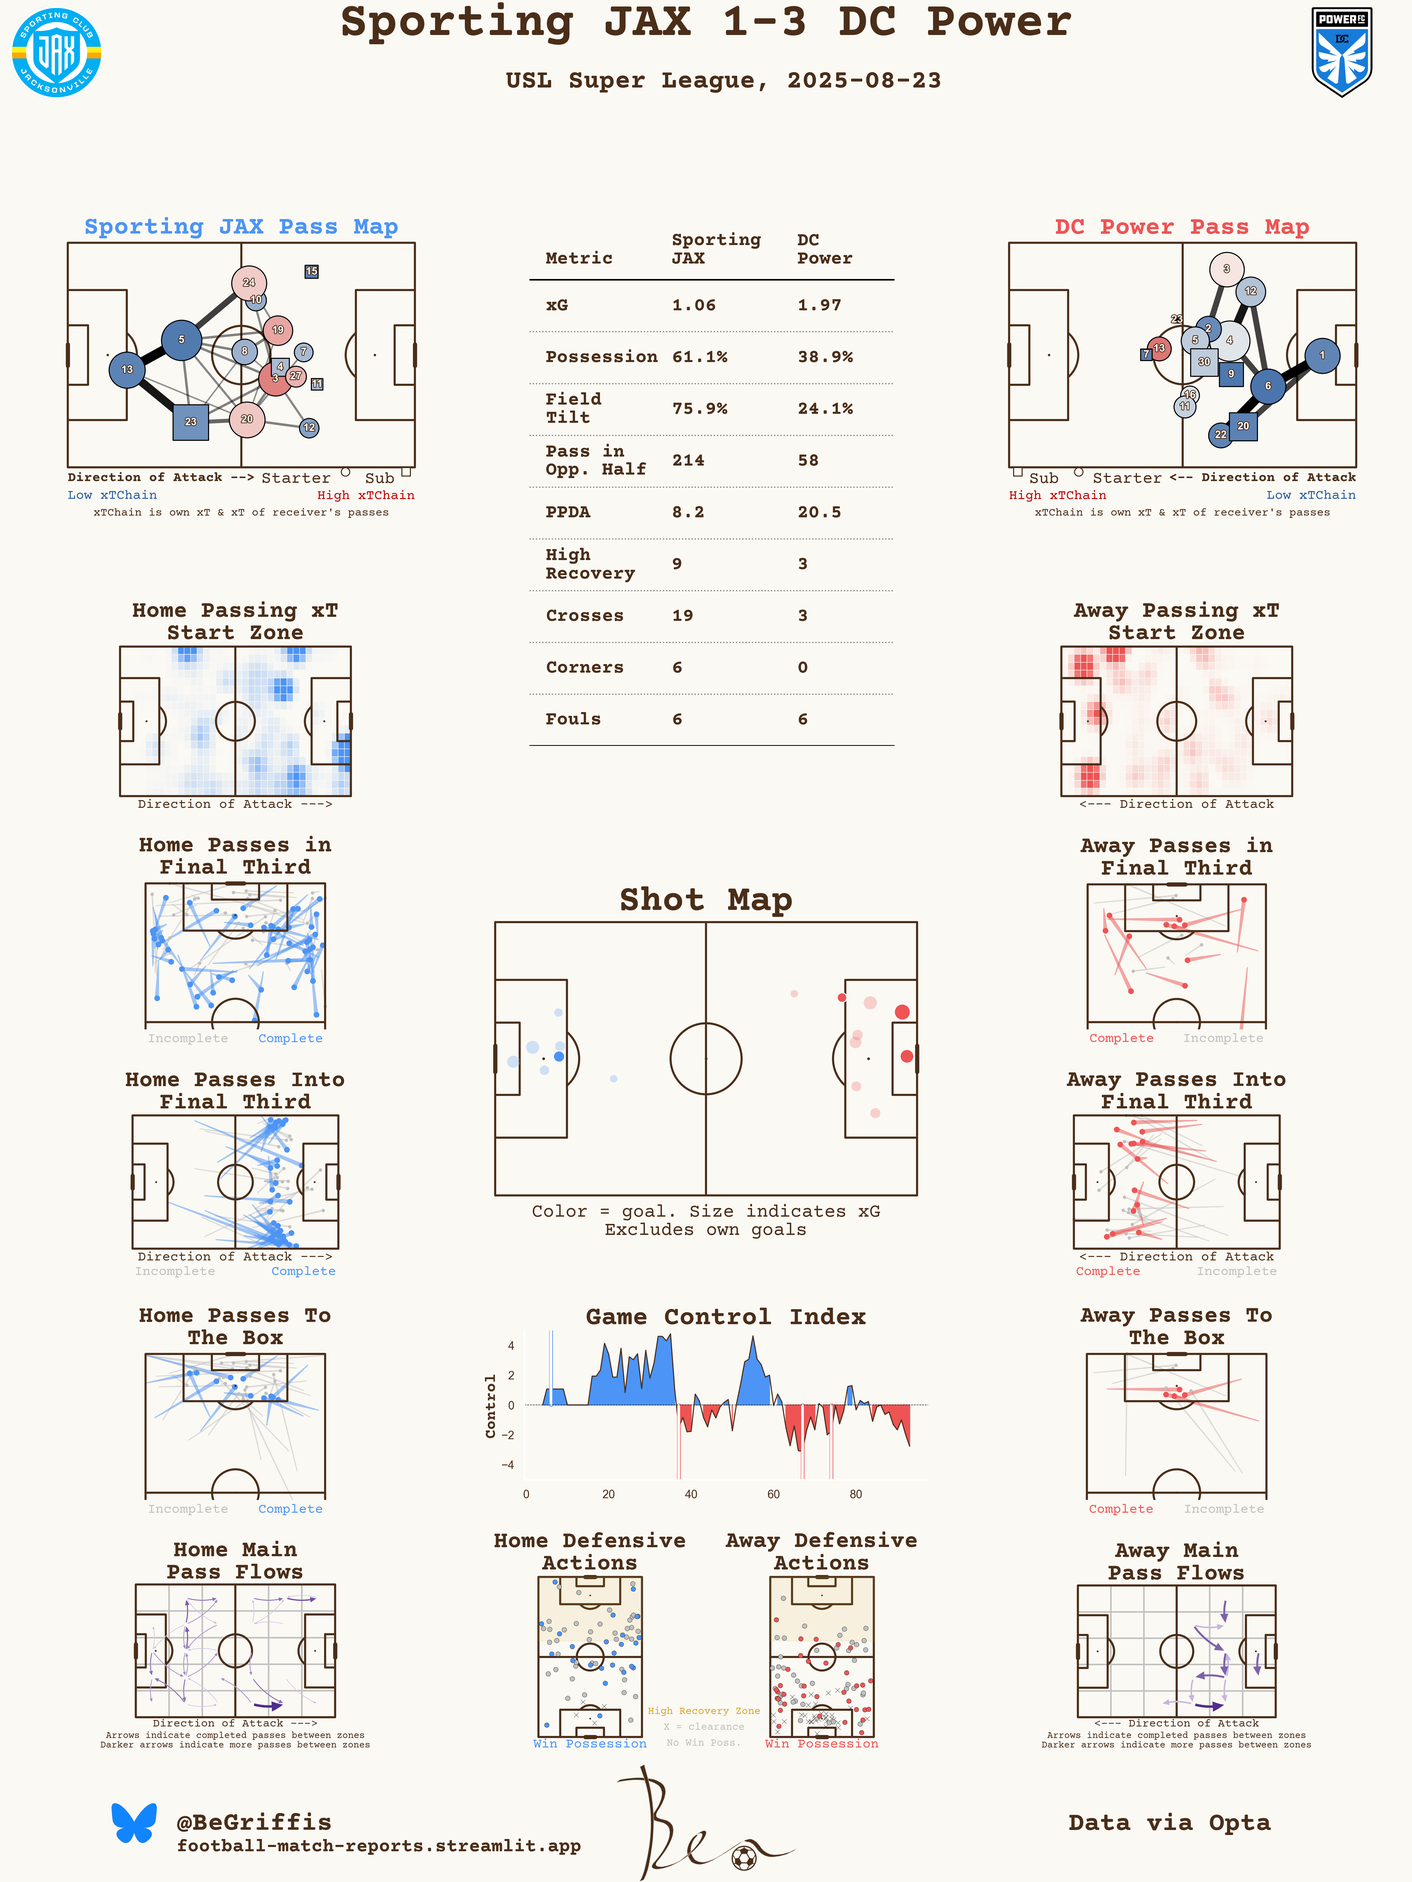 Sporting JAX 1-3 DC Power
USL Super League, 2025-08-23
SPORTING CLUB
JAX
JACKSONVILLE
POWER FC
DC
Sporting JAX Pass Map
24
15
10
19
5
8
7
4
13
3
27
11
23
20
12
Direction of Attack --> Starter Sub
Low xTChain High xTChain
xTChain is own xT & xT of receiver's passes
Metric Sporting JAX DC Power
xG 1.06 1.97
Possession 61.1% 38.9%
Field Tilt 75.9% 24.1%
Pass in Opp. Half 214 58
PPDA 8.2 20.5
High Recovery 9 3
Crosses 19 3
Corners 6 0
Fouls 6 6
DC Power Pass Map
3
12
23
2
5
4
13
7
30
9
1
6
16
11
22
20
Sub Starter <-- Direction of Attack
High xTChain Low xTChain
xTChain is own xT & xT of receiver's passes
Home Passing xT
Start Zone
Direction of Attack --->
Away Passing xT
Start Zone
<--- Direction of Attack
Home Passes in
Final Third
Incomplete Complete
Away Passes in
Final Third
Complete Incomplete
Shot Map
Color = goal. Size indicates xG
Excludes own goals
Home Passes Into
Final Third
Direction of Attack --->
Incomplete Complete
Away Passes Into
Final Third
<--- Direction of Attack
Complete Incomplete
Home Passes To
The Box
Incomplete Complete
Game Control Index
Control
4
2
0
−2
−4
0 20 40 60 80
Away Passes To
The Box
Complete Incomplete
Home Main
Pass Flows
Direction of Attack --->
Arrows indicate completed passes between zones
Darker arrows indicate more passes between zones
Home Defensive
Actions
Win Possession
High Recovery Zone
X = clearance
No Win Poss.
Away Defensive
Actions
Win Possession
Away Main
Pass Flows
<--- Direction of Attack
Arrows indicate completed passes between zones
Darker arrows indicate more passes between zones
@BeGriffis
football-match-reports.streamlit.app
Ben
Data via Opta